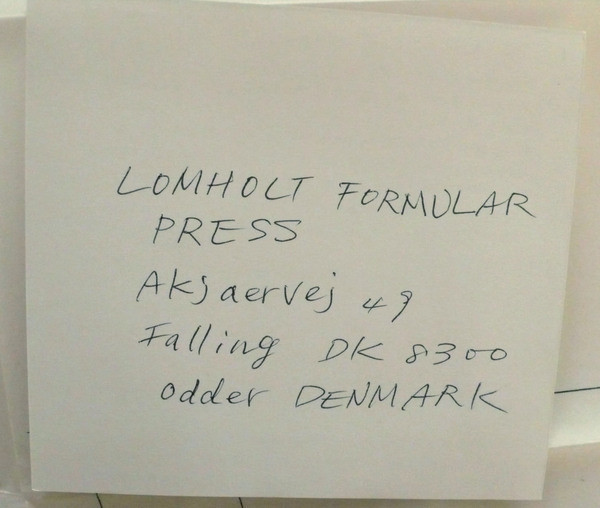 LOMHOLT FORMULAR
PRESS
Aksaervej 49
Falling DK 8300
Odder DENMARK